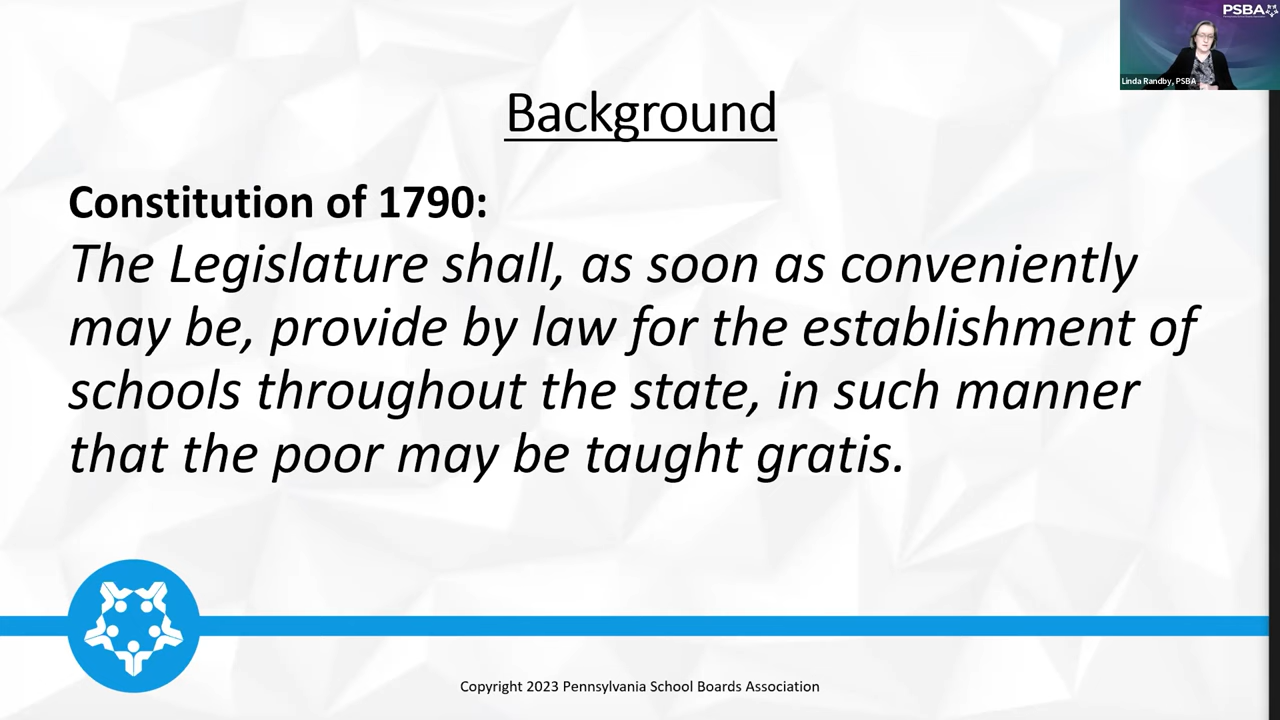 PSBA
Linda Randby, PSBA
Background
Constitution of 1790:
The Legislature shall, as soon as conveniently
may be, provide by law for the establishment of
schools throughout the state, in such manner
that the poor may be taught gratis.
Copyright 2023 Pennsylvania School Boards Association